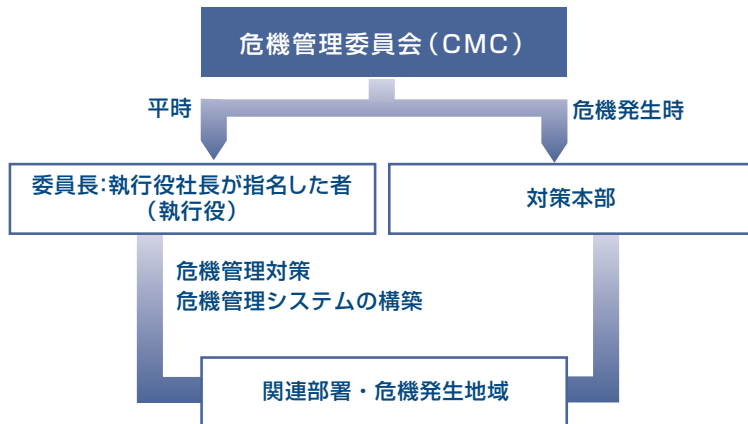 危機管理委員会（CMC）
平時
危機発生時
委員長:執行役社長が指名した者
（執行役）
対策本部
危機管理対策
危機管理システムの構築
関連部署・危機発生地域